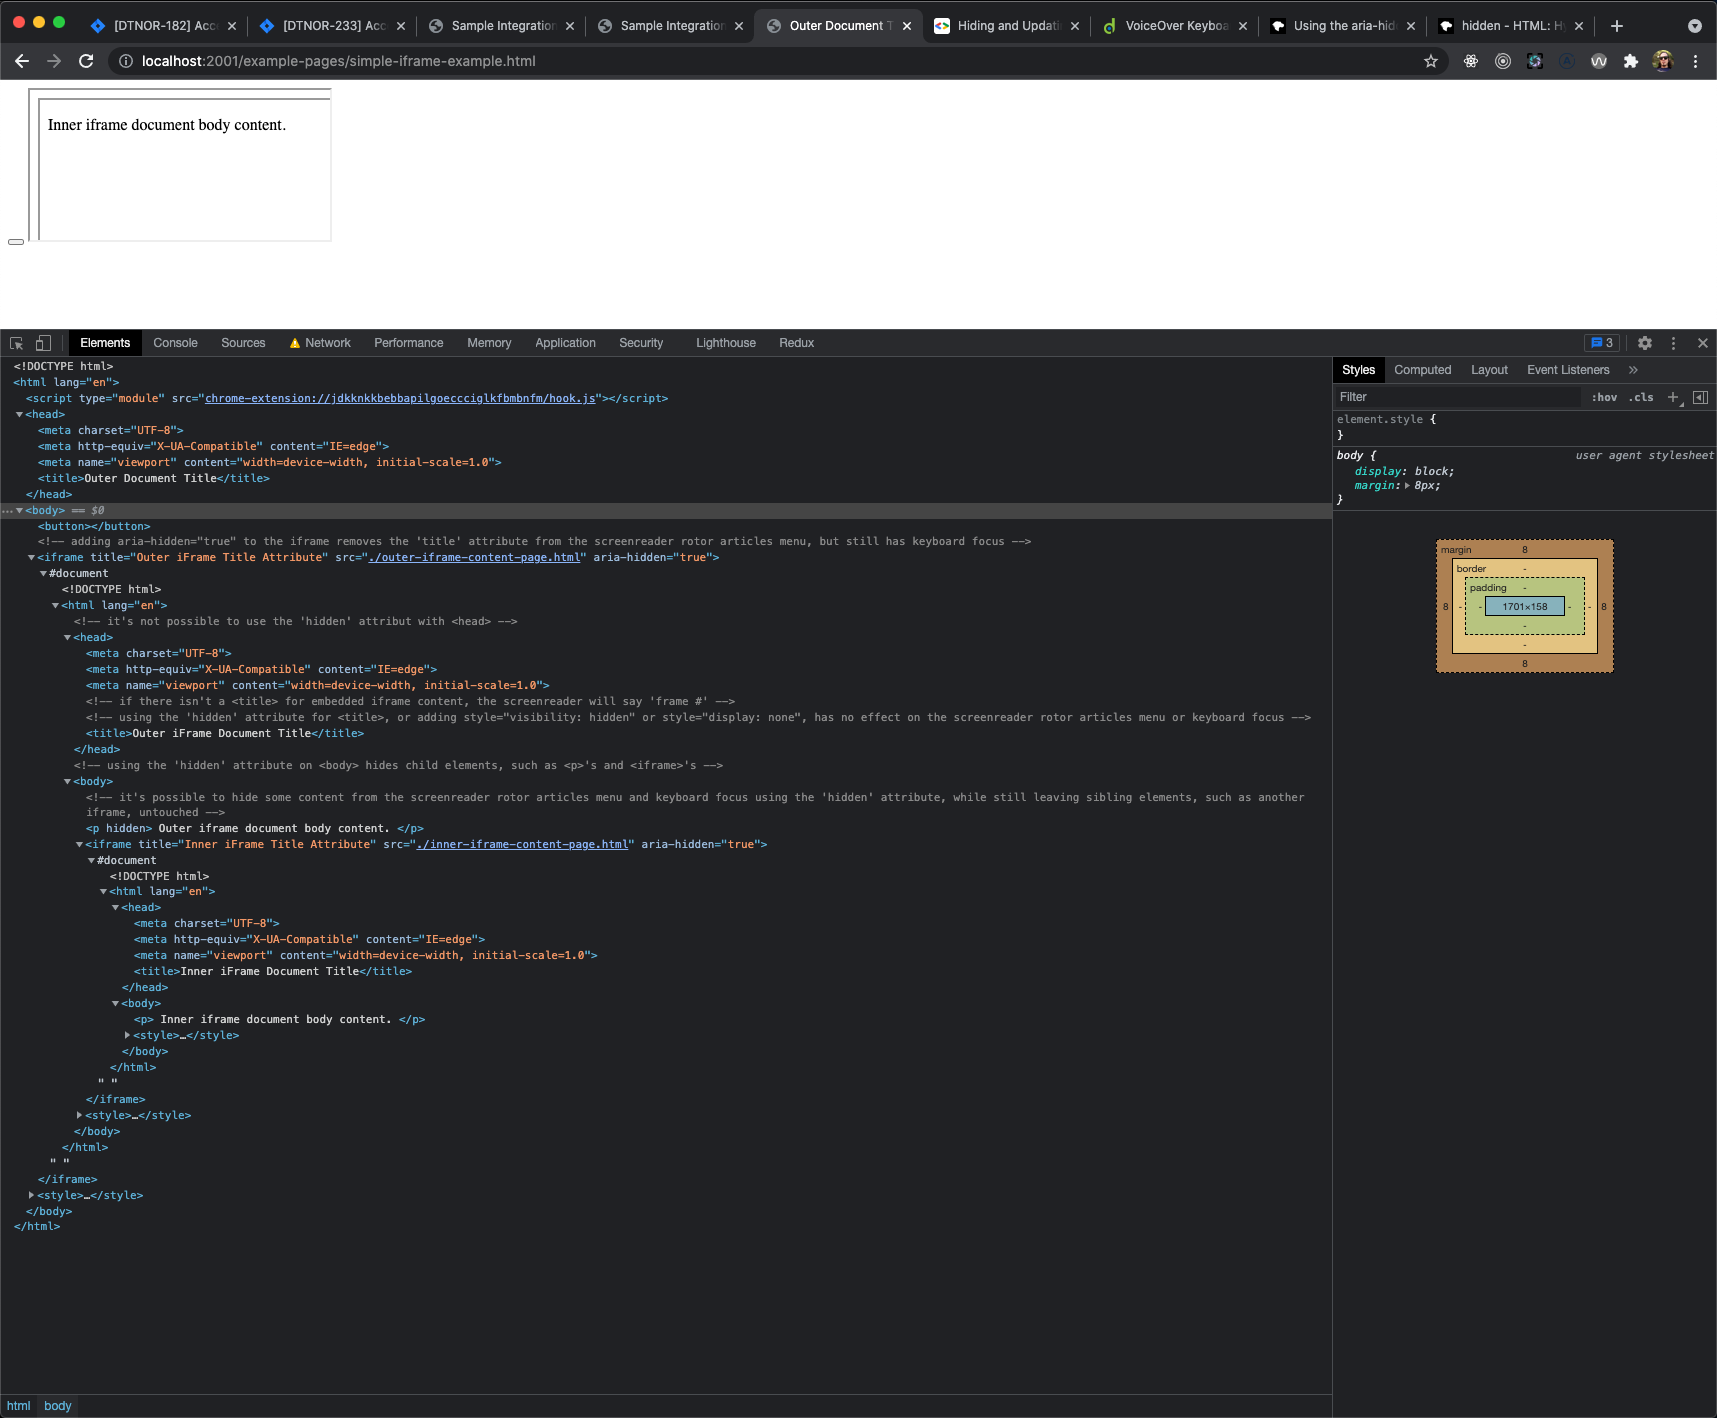 [DTNOR-182] Acc
[DTNOR-233] Acc
Sample Integration
Sample Integration
Outer Document T
Hiding and Updati
VoiceOver Keyboa
Using the aria-hid
hidden - HTML: H
localhost:2001/example-pages/simple-iframe-example.html
Inner iframe document body content.
Elements Console Sources Network Performance Memory Application Security Lighthouse Redux 3
<!DOCTYPE html>
<html lang="en">
<script type="module" src="chrome-extension://jdkknkkbebbapilgoeccciglkfbmbnfm/hook.js"></script>
<head>
<meta charset="UTF-8">
<meta http-equiv="X-UA-Compatible" content="IE=edge">
<meta name="viewport" content="width=device-width, initial-scale=1.0">
<title>Outer Document Title</title>
</head>
<body> == $0
<button></button>
<!-- adding aria-hidden="true" to the iframe removes the 'title' attribute from the screenreader rotor articles menu, but still has keyboard focus -->
<iframe title="Outer iFrame Title Attribute" src="./outer-iframe-content-page.html" aria-hidden="true">
#document
<!DOCTYPE html>
<html lang="en">
<!-- it's not possible to use the 'hidden' attribut with <head> -->
<head>
<meta charset="UTF-8">
<meta http-equiv="X-UA-Compatible" content="IE=edge">
<meta name="viewport" content="width=device-width, initial-scale=1.0">
<!-- if there isn't a <title> for embedded iframe content, the screenreader will say 'frame #' -->
<!-- using the 'hidden' attribute for <title>, or adding style="visibility: hidden" or style="display: none", has no effect on the screenreader rotor articles menu or keyboard focus -->
<title>Outer iFrame Document Title</title>
</head>
<!-- using the 'hidden' attribute on <body> hides child elements, such as <p>'s and <iframe>'s -->
<body>
<!-- it's possible to hide some content from the screenreader rotor articles menu and keyboard focus using the 'hidden' attribute, while still leaving sibling elements, such as another
iframe, untouched -->
<p hidden> Outer iframe document body content. </p>
<iframe title="Inner iFrame Title Attribute" src="./inner-iframe-content-page.html" aria-hidden="true">
#document
<!DOCTYPE html>
<html lang="en">
<head>
<meta charset="UTF-8">
<meta http-equiv="X-UA-Compatible" content="IE=edge">
<meta name="viewport" content="width=device-width, initial-scale=1.0">
<title>Inner iFrame Document Title</title>
</head>
<body>
<p> Inner iframe document body content. </p>
<style>…</style>
</body>
</html>
" "
</iframe>
<style>…</style>
</body>
</html>
" "
</iframe>
<style>…</style>
</body>
</html>
html body
Styles Computed Layout Event Listeners »
Filter :hov .cls +
element.style {
}
body { user agent stylesheet
display: block;
margin: 8px;
}
margin 8
border -
padding -
8 - - 1701×158 - - 8
-
-
8